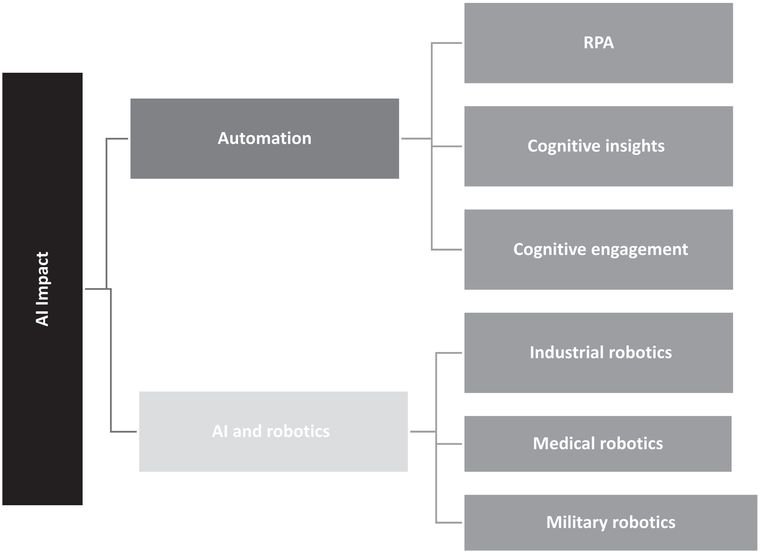 AI Impact
Automation
RPA
Cognitive insights
Cognitive engagement
AI and robotics
Industrial robotics
Medical robotics
Military robotics